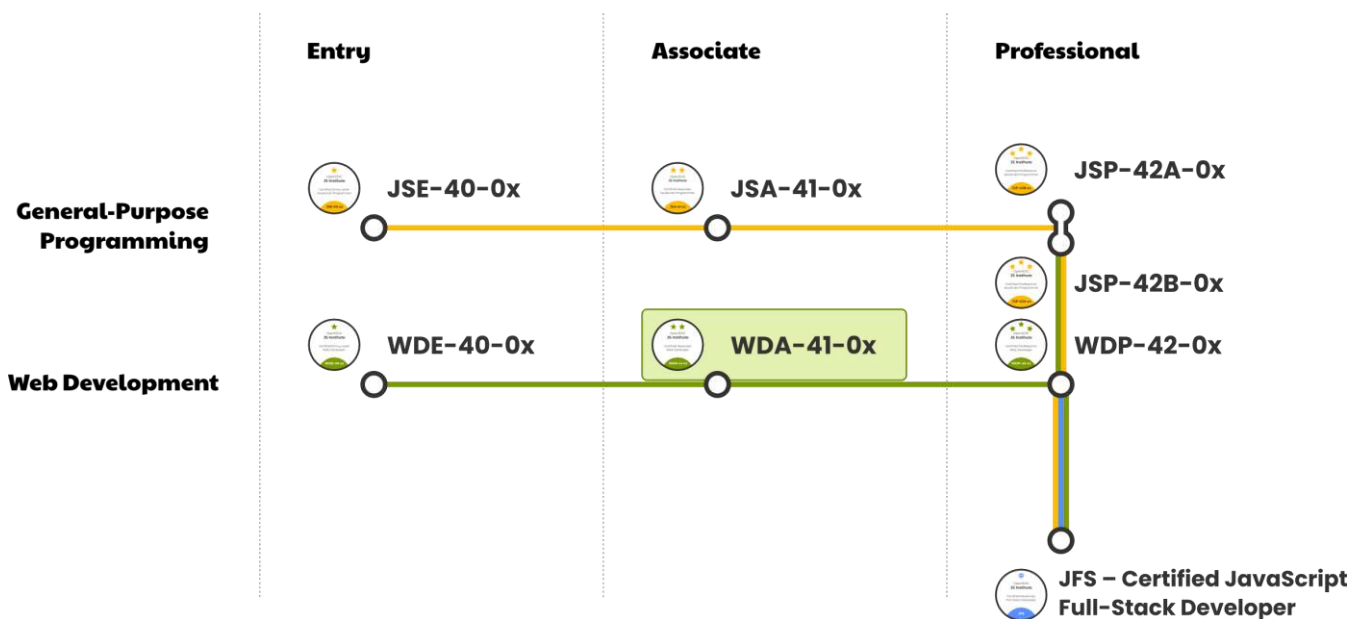 Entry
Associate
Professional
General-Purpose
Programming
JSE-40-0x
JSA-41-0x
JSP-42A-0x
JSP-42B-0x
Web Development
WDE-40-0x
WDA-41-0x
WDP-42-0x
JFS – Certified JavaScript
Full-Stack Developer